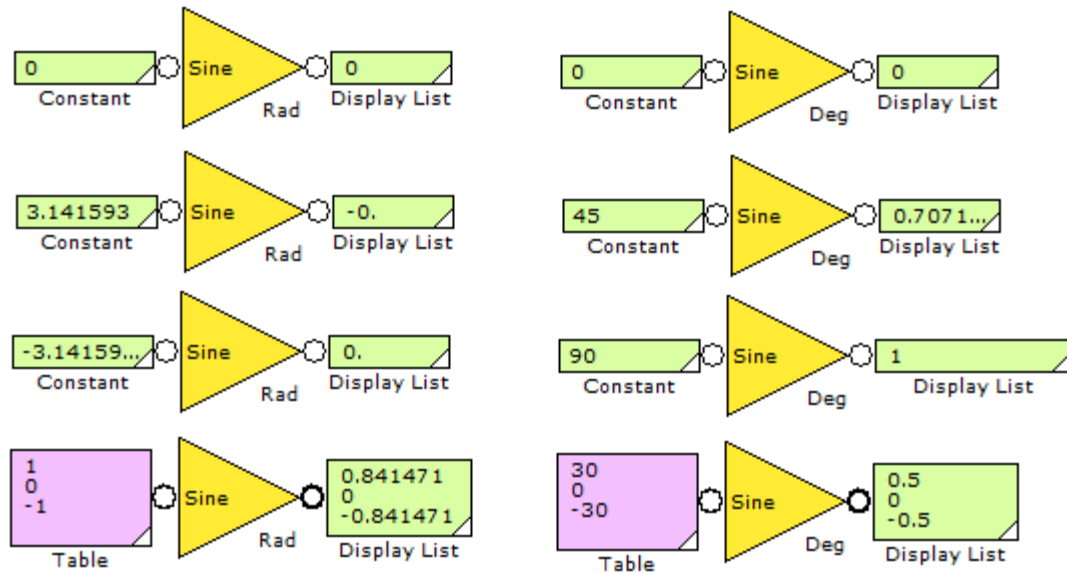 0
Sine
0
Constant
Rad
Display List
0
Sine
0
Constant
Deg
Display List
3.141593
Sine
-0.
Constant
Rad
Display List
45
Sine
0.7071...
Constant
Deg
Display List
-3.14159...
Sine
0.
Constant
Rad
Display List
90
Sine
1
Constant
Deg
Display List
1
0
-1
Sine
0.841471
0
-0.841471
Table
Rad
Display List
30
0
-30
Sine
0.5
0
-0.5
Table
Deg
Display List